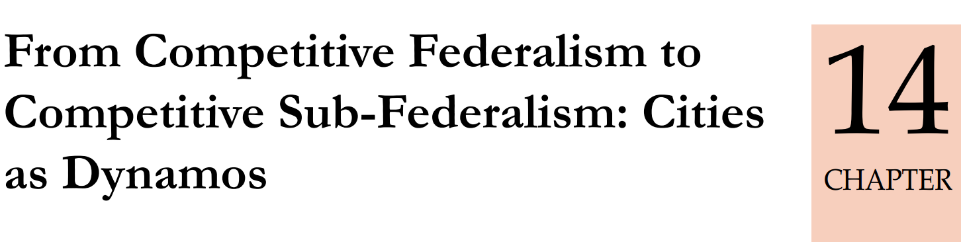 From Competitive Federalism to
Competitive Sub-Federalism: Cities
as Dynamos
14
CHAPTER